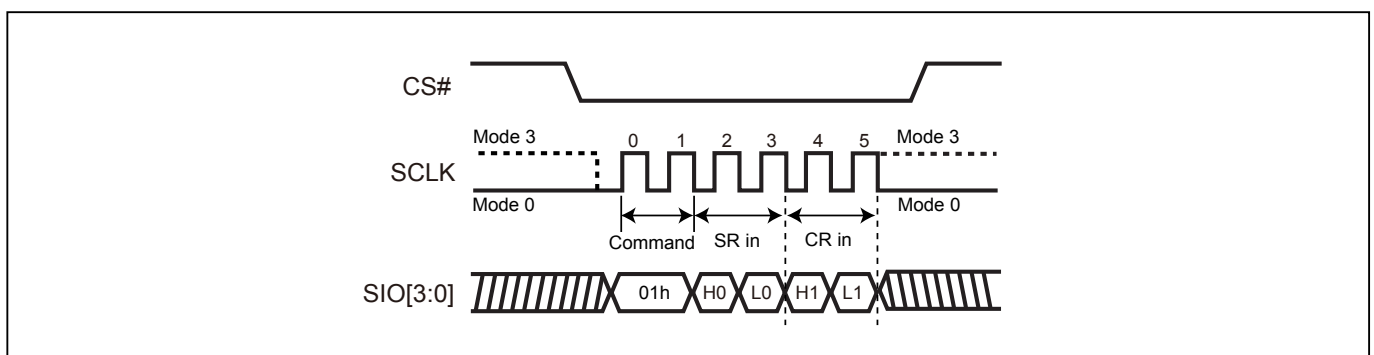 CS#
Mode 3 0 1 2 3 4 5 Mode 3
SCLK
Mode 0 Mode 0
Command SR in CR in
SIO[3:0] 01h H0 L0 H1 L1